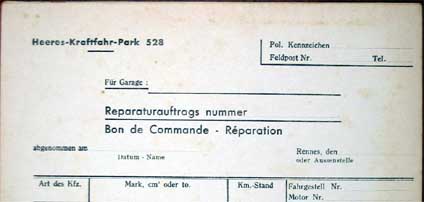 Heeres-Kraftfahr-Park 528
Pol. Kennzeichen
Feldpost Nr. Tel.
Für Garage :
Reparaturauftrags nummer
Bon de Commande - Réparation
abgenommen am
Rennes, den
Datum - Name
oder Aussenstelle
Art des Kfz.
Mark, cm³ oder to.
Km.-Stand
Fahrgestell Nr.
Motor Nr.